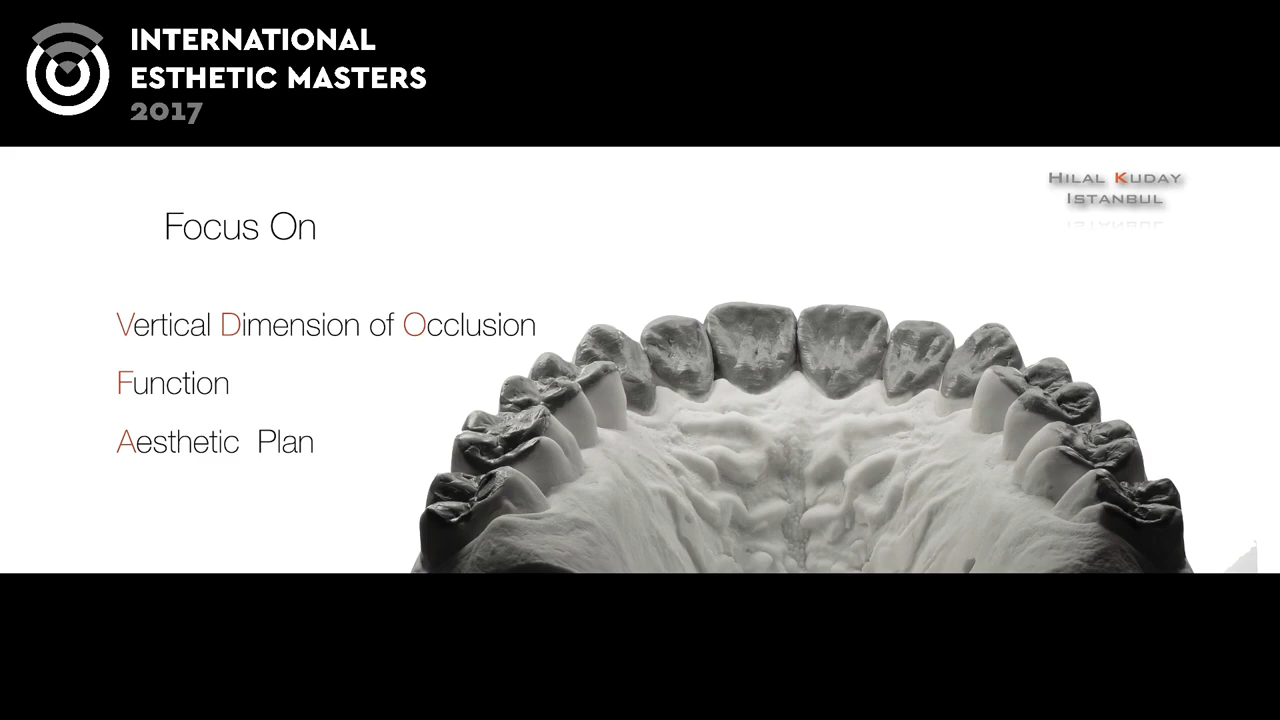 INTERNATIONAL
ESTHETIC MASTERS
2017
HILAL KUDAY
ISTANBUL
Focus On
Vertical Dimension of Occlusion
Function
Aesthetic Plan